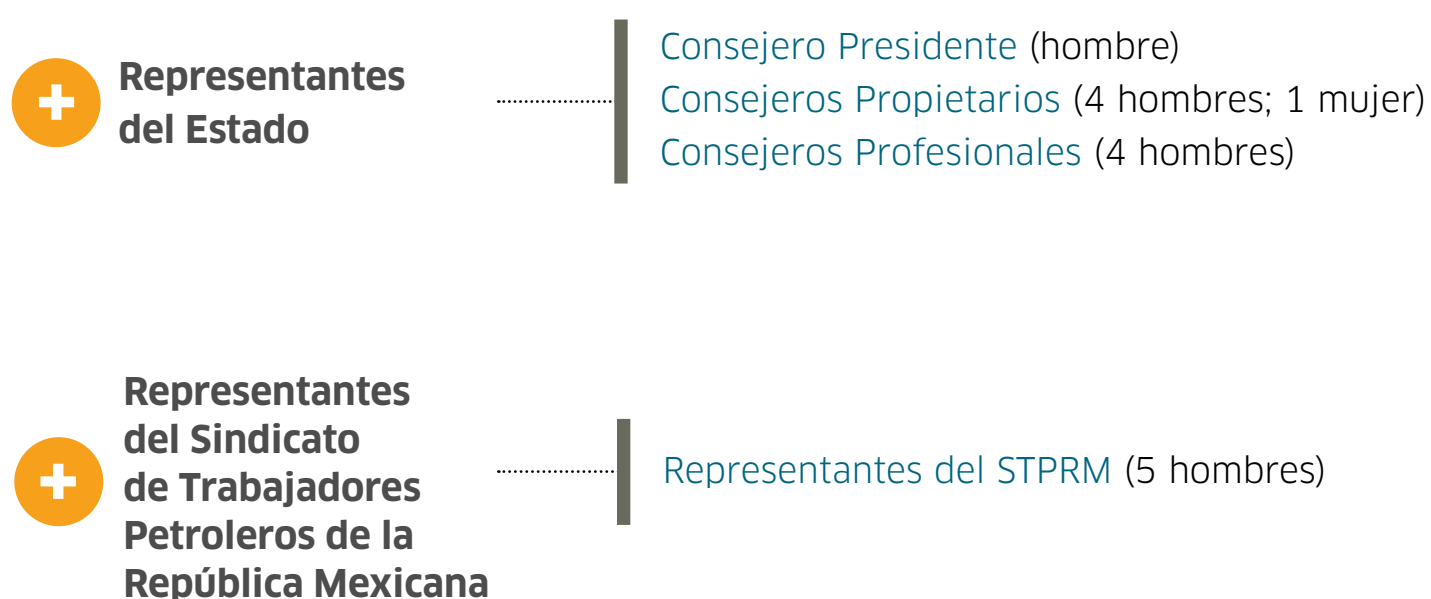 Representantes
del Estado
Consejero Presidente (hombre)
Consejeros Propietarios (4 hombres; 1 mujer)
Consejeros Profesionales (4 hombres)
Representantes
del Sindicato
de Trabajadores
Petroleros de la
República Mexicana
Representantes del STPRM (5 hombres)